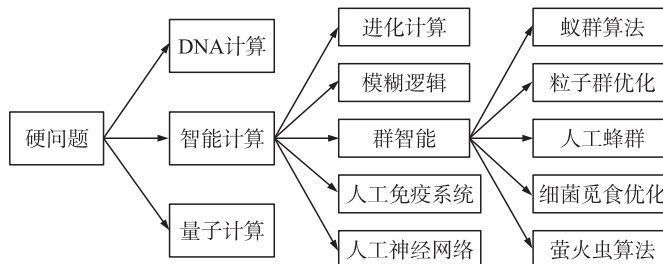 硬问题
DNA计算
智能计算
量子计算
进化计算
模糊逻辑
群智能
人工免疫系统
人工神经网络
蚁群算法
粒子群优化
人工蜂群
细菌觅食优化
萤火虫算法